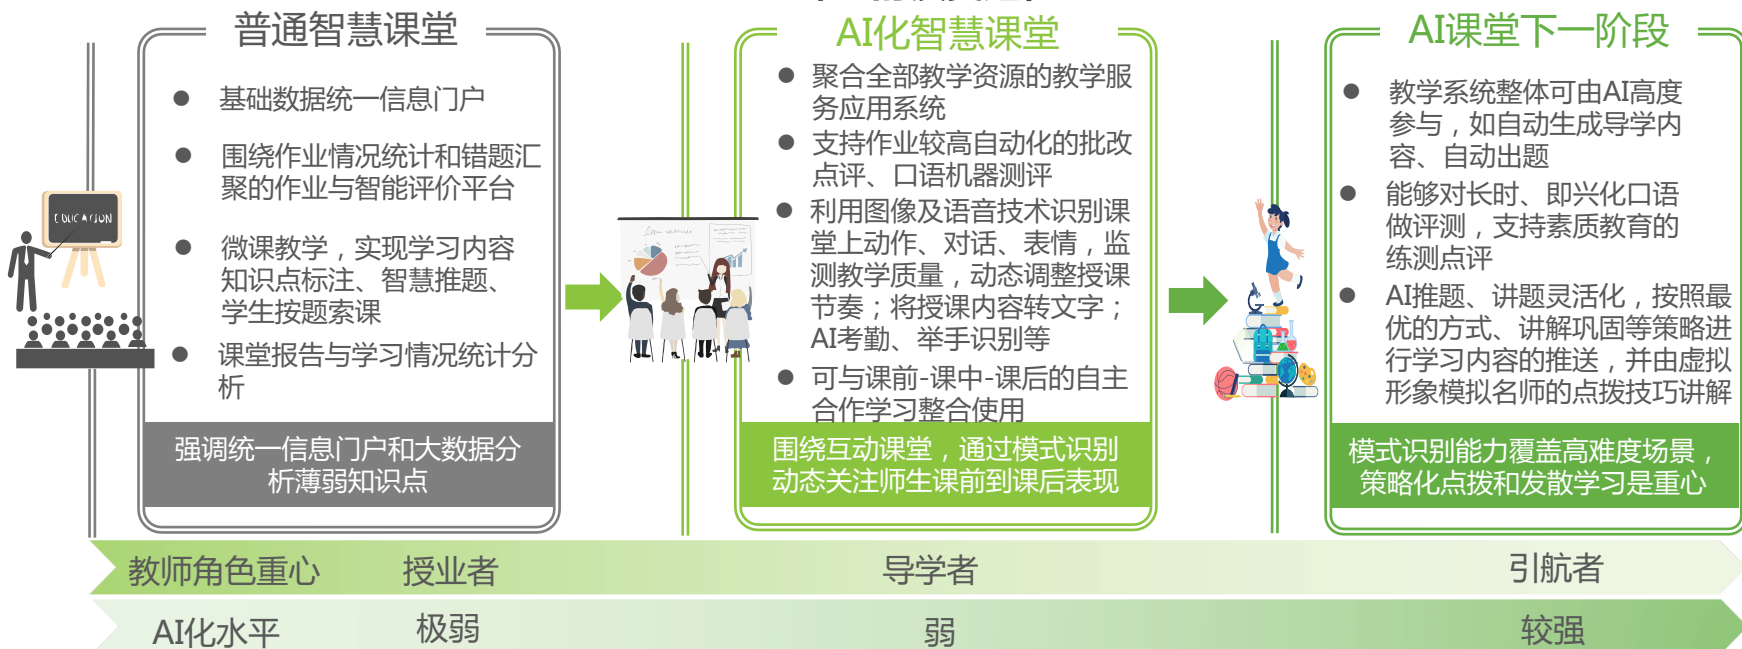 普通智慧课堂
基础数据统一信息门户
围绕作业情况统计和错题汇
聚的作业与智能评价平台
微课教学，实现学习内容
知识点标注、智慧推题、
学生按题索课
课堂报告与学习情况统计分
析
强调统一信息门户和大数据分
析薄弱知识点
EDUCATION
AI化智慧课堂
聚合全部教学资源的教学服
务应用系统
支持作业较高自动化的批改
点评、口语机器测评
利用图像及语音技术识别课
堂上动作、对话、表情，监
测教学质量，动态调整授课
节奏；将授课内容转文字；
AI考勤、举手识别等
可与课前-课中-课后的自主
合作学习整合使用
围绕互动课堂，通过模式识别
动态关注师生课前到课后表现
AI课堂下一阶段
教学系统整体可由AI高度
参与，如自动生成导学内
容、自动出题
能够对长时、即兴化口语
做评测，支持素质教育的
练测点评
AI推题、讲题灵活化，按照最
优的方式、讲解巩固等策略进
行学习内容的推送，并由虚拟
形象模拟名师的点拨技巧讲解
模式识别能力覆盖高难度场景，
策略化点拨和发散学习是重心
教师角色重心 授业者 导学者 引航者
AI化水平 极弱 弱 较强